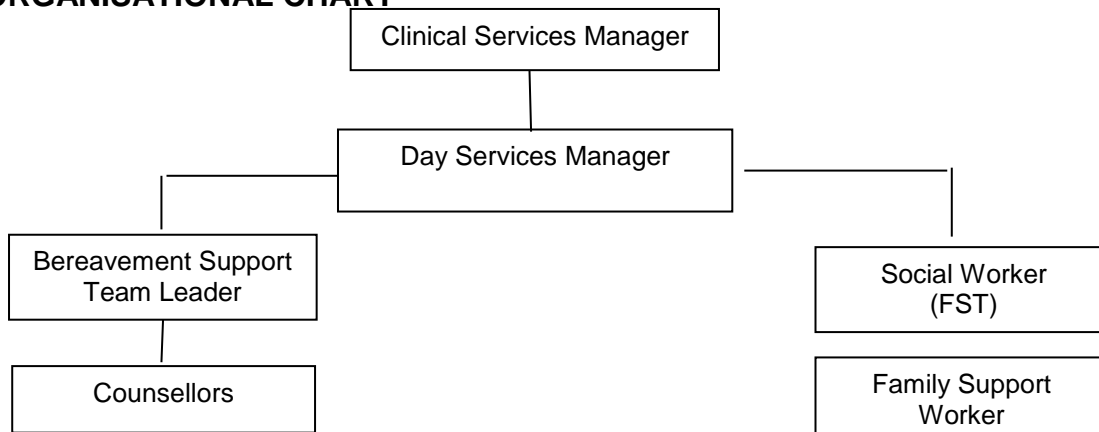 ORGANISATIONAL CHART
Clinical Services Manager
Day Services Manager
Bereavement Support
Team Leader
Social Worker
(FST)
Counsellors
Family Support
Worker